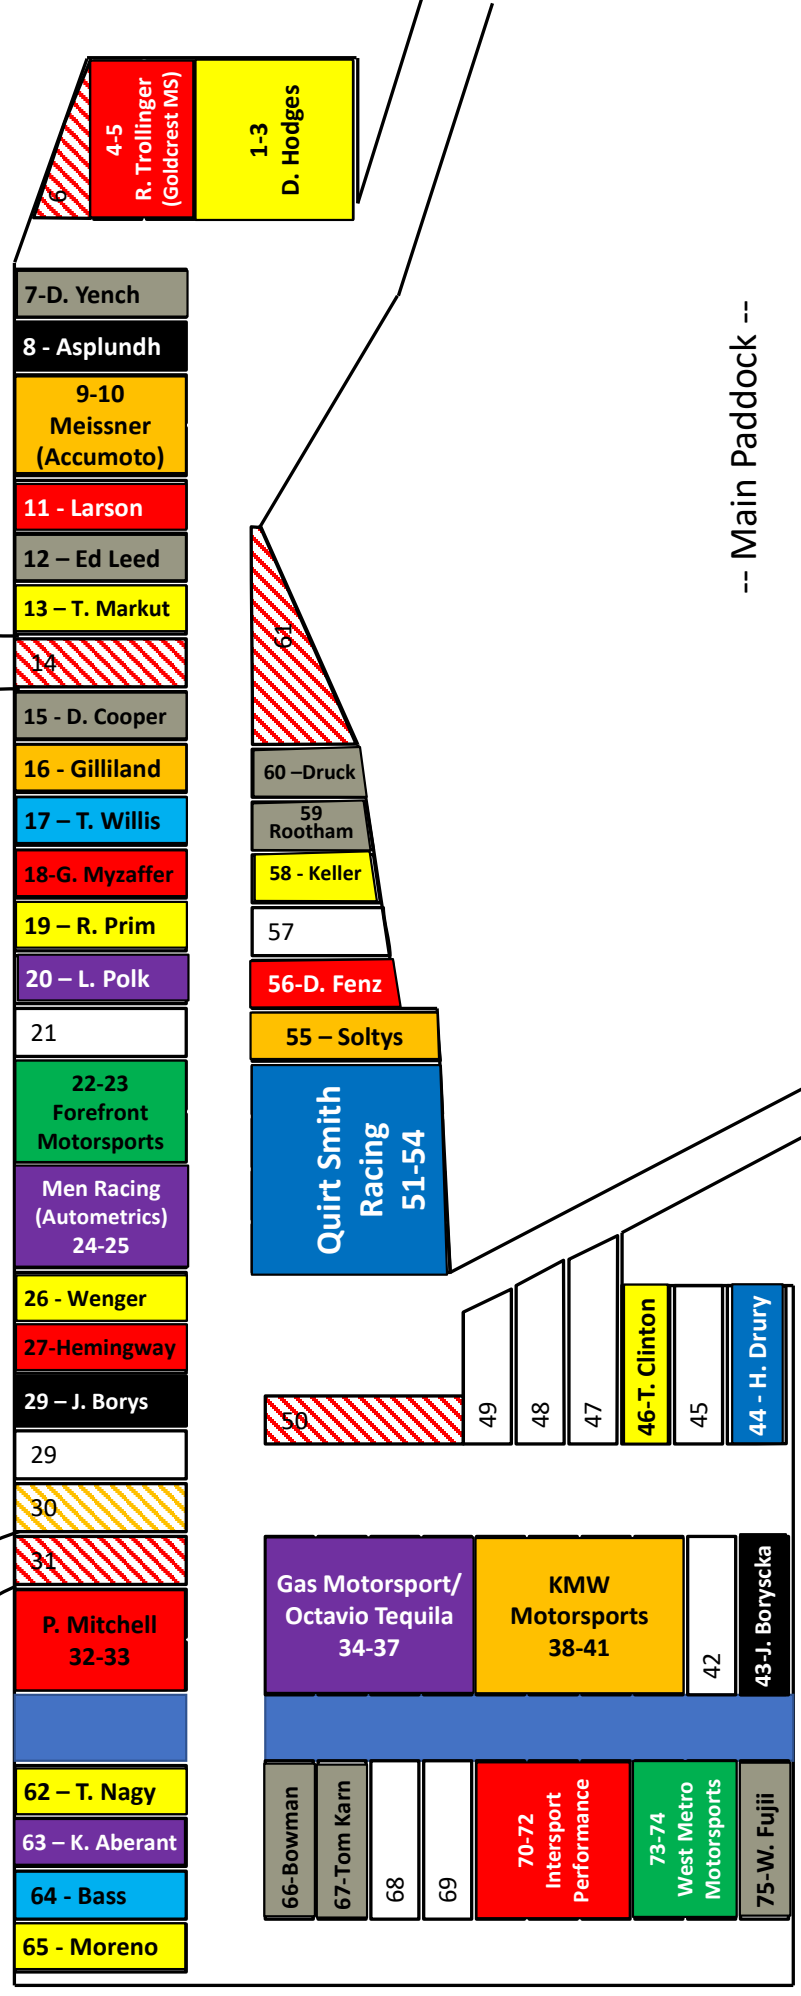 6
4-5
R. Trollinger
(Goldcrest MS)
1-3
D. Hodges
7-D. Yench
8 - Asplundh
9-10
Meissner
(Accumoto)
11 - Larson
12 – Ed Leed
13 – T. Markut
14
15 - D. Cooper
16 - Gilliland
17 – T. Willis
18-G. Myzaffer
19 – R. Prim
20 – L. Polk
21
22-23
Forefront
Motorsports
Men Racing
(Autometrics)
24-25
26 - Wenger
27-Hemingway
29 – J. Borys
29
30
31
P. Mitchell
32-33
62 – T. Nagy
63 – K. Aberant
64 - Bass
65 - Moreno
61
60 –Druck
59
Rootham
58 - Keller
57
56-D. Fenz
55 – Soltys
Quirt Smith
Racing
51-54
50
49
48
47
46-T. Clinton
45
44 - H. Drury
Gas Motorsport/
Octavio Tequila
34-37
KMW
Motorsports
38-41
42
43-J. Boryscka
66-Bowman
67-Tom Karn
68
69
70-72
Intersport
Performance
73-74
West Metro
Motorsports
75-W. Fujii
-- Main Paddock --